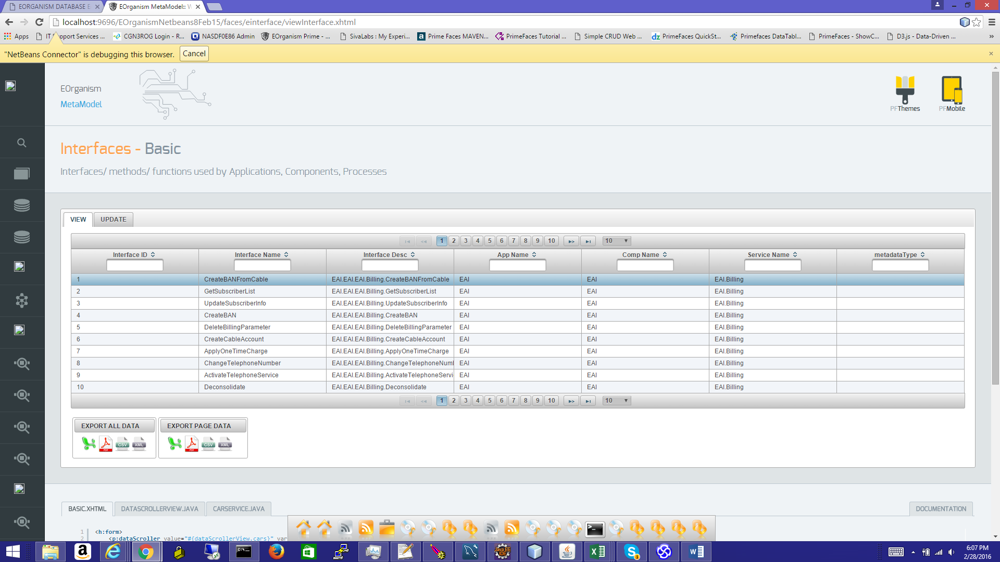 EORGANISM DATABASE E
EOrganism MetaModel:: W
localhost:9696/EOrganismNetbeans8Feb15/faces/einterface/viewInterface.xhtml
Apps
IT Support Services ...
CGN3ROG Login - R...
NASDF0E86 Admin
EOrganism Prime - ...
SivaLabs : My Experi...
Prime Faces MAVEN...
PrimeFaces Tutorial ...
Simple CRUD Web ...
PrimeFaces QuickSt...
Primefaces DataTabl...
PrimeFaces - ShowC...
D3.js - Data-Driven ...
"NetBeans Connector" is debugging this browser. Cancel
EOrganism
MetaModel
PFThemes
PFMobile
Interfaces - Basic
Interfaces/ methods/ functions used by Applications, Components, Processes
VIEW UPDATE
1 2 3 4 5 6 7 8 9 10 10
Interface ID Interface Name Interface Desc App Name Comp Name Service Name metadataType
1 CreateBANFromCable EAI.EAI.EAI.Billing.CreateBANFromCable EAI EAI EAI.Billing
2 GetSubscriberList EAI.EAI.EAI.Billing.GetSubscriberList EAI EAI EAI.Billing
3 UpdateSubscriberInfo EAI.EAI.EAI.Billing.UpdateSubscriberInfo EAI EAI EAI.Billing
4 CreateBAN EAI.EAI.EAI.Billing.CreateBAN EAI EAI EAI.Billing
5 DeleteBillingParameter EAI.EAI.EAI.Billing.DeleteBillingParameter EAI EAI EAI.Billing
6 CreateCableAccount EAI.EAI.EAI.Billing.CreateCableAccount EAI EAI EAI.Billing
7 ApplyOneTimeCharge EAI.EAI.EAI.Billing.ApplyOneTimeCharge EAI EAI EAI.Billing
8 ChangeTelephoneNumber EAI.EAI.EAI.Billing.ChangeTelephoneNum EAI EAI EAI.Billing
9 ActivateTelephoneService EAI.EAI.EAI.Billing.ActivateTelephoneServi EAI EAI EAI.Billing
10 Deconsolidate EAI.EAI.EAI.Billing.Deconsolidate EAI EAI EAI.Billing
1 2 3 4 5 6 7 8 9 10 10
EXPORT ALL DATA EXPORT PAGE DATA
PDF CSV XML PDF CSV XML
BASIC.XHTML DATASCROLLERVIEW.JAVA CARSERVICE.JAVA DOCUMENTATION
1 <h:form>
2 <p:dataScroller value="#{dataScrollerView.cars}" var
6:07 PM
2/28/2016